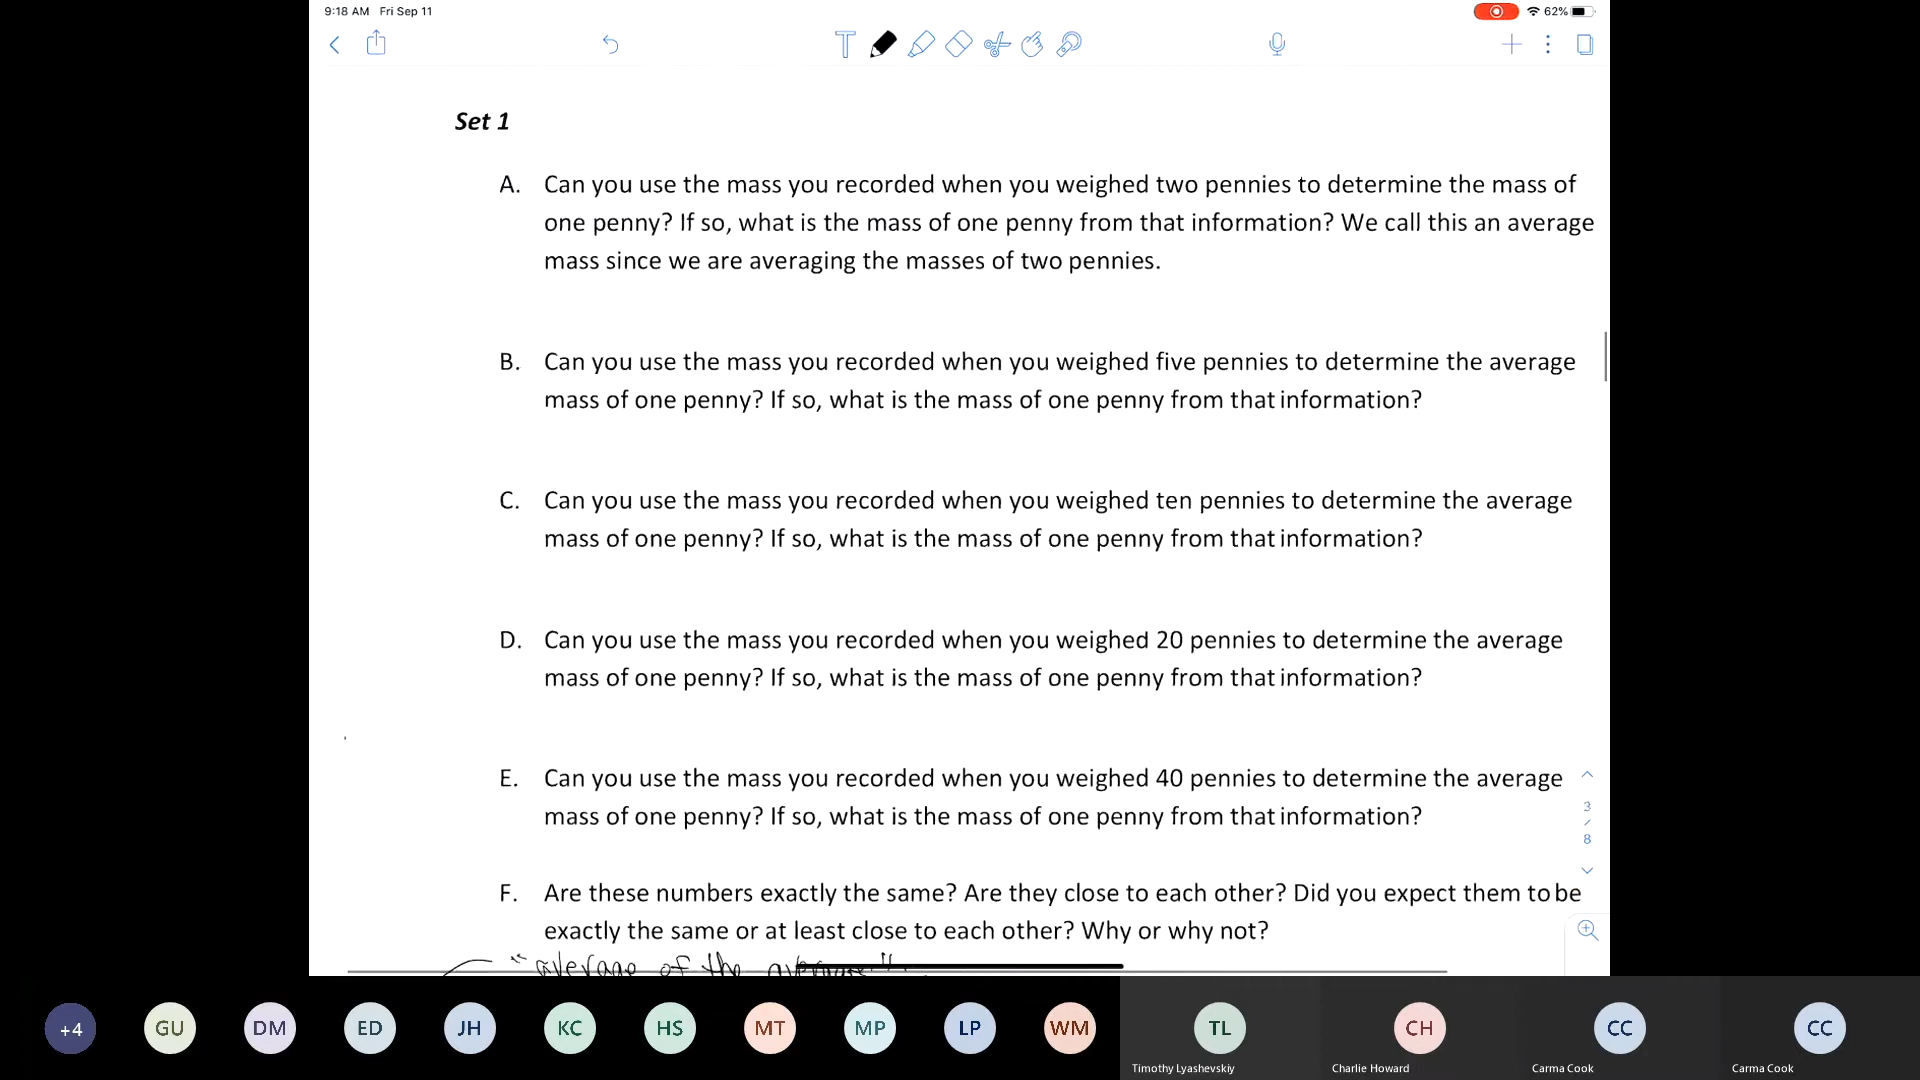 9:18 AM Fri Sep 11
62%
T
Set 1
A. Can you use the mass you recorded when you weighed two pennies to determine the mass of
one penny? If so, what is the mass of one penny from that information? We call this an average
mass since we are averaging the masses of two pennies.
B. Can you use the mass you recorded when you weighed five pennies to determine the average
mass of one penny? If so, what is the mass of one penny from that information?
C. Can you use the mass you recorded when you weighed ten pennies to determine the average
mass of one penny? If so, what is the mass of one penny from that information?
D. Can you use the mass you recorded when you weighed 20 pennies to determine the average
mass of one penny? If so, what is the mass of one penny from that information?
E. Can you use the mass you recorded when you weighed 40 pennies to determine the average
mass of one penny? If so, what is the mass of one penny from that information?
3
/
8
F. Are these numbers exactly the same? Are they close to each other? Did you expect them to be
exactly the same or at least close to each other? Why or why not?
"average of the average"
+4 GU DM ED JH KC HS MT MP LP WM TL CH CC CC
Timothy Lyashevskiy Charlie Howard Carma Cook Carma Cook